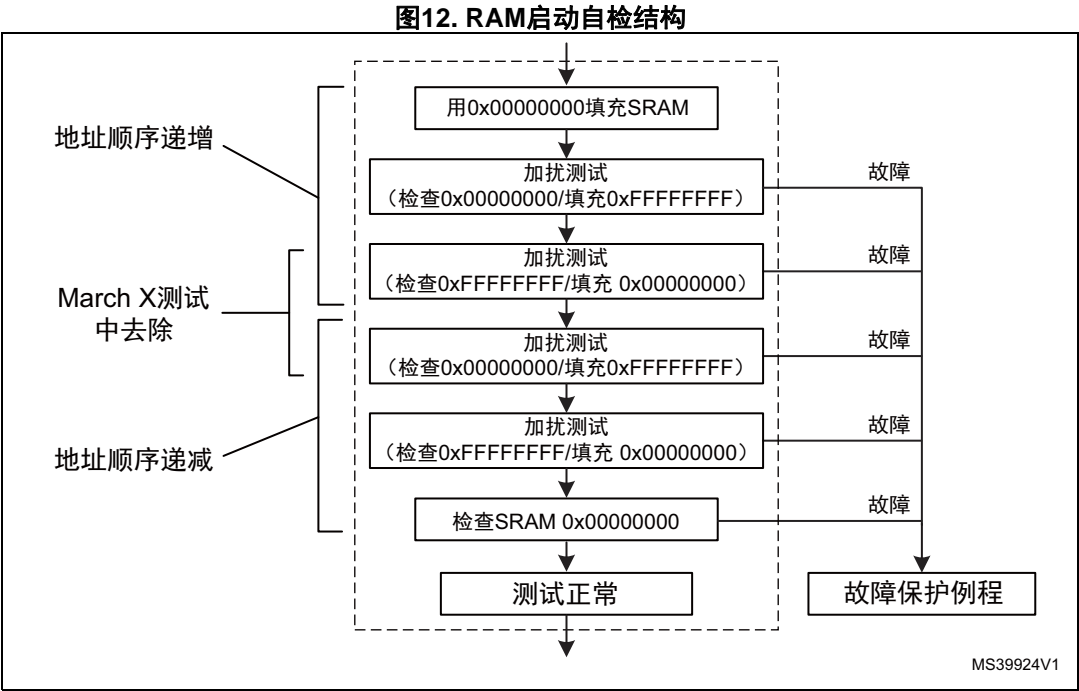 图12. RAM启动自检结构
用0x00000000填充SRAM
地址顺序递增
加扰测试
（检查0x00000000/填充0xFFFFFFFF）
故障
加扰测试
（检查0xFFFFFFFF/填充 0x00000000）
故障
March X测试
中去除
加扰测试
（检查0x00000000/填充0xFFFFFFFF）
故障
加扰测试
（检查0xFFFFFFFF/填充 0x00000000）
故障
地址顺序递减
检查SRAM 0x00000000
故障
测试正常
故障保护例程
MS39924V1